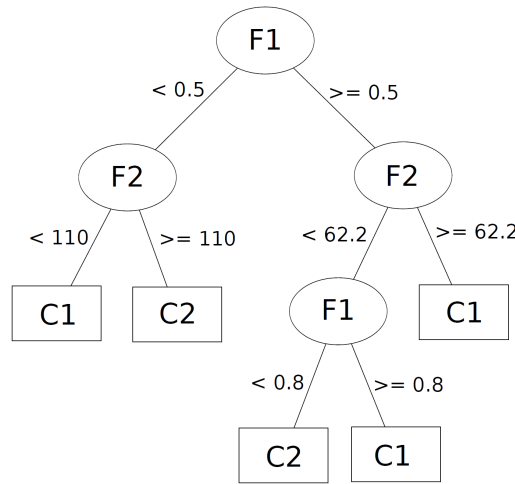 F1
< 0.5
>= 0.5
F2
F2
< 110
>= 110
< 62.2
>= 62.2
C1
C2
F1
C1
< 0.8
>= 0.8
C2
C1